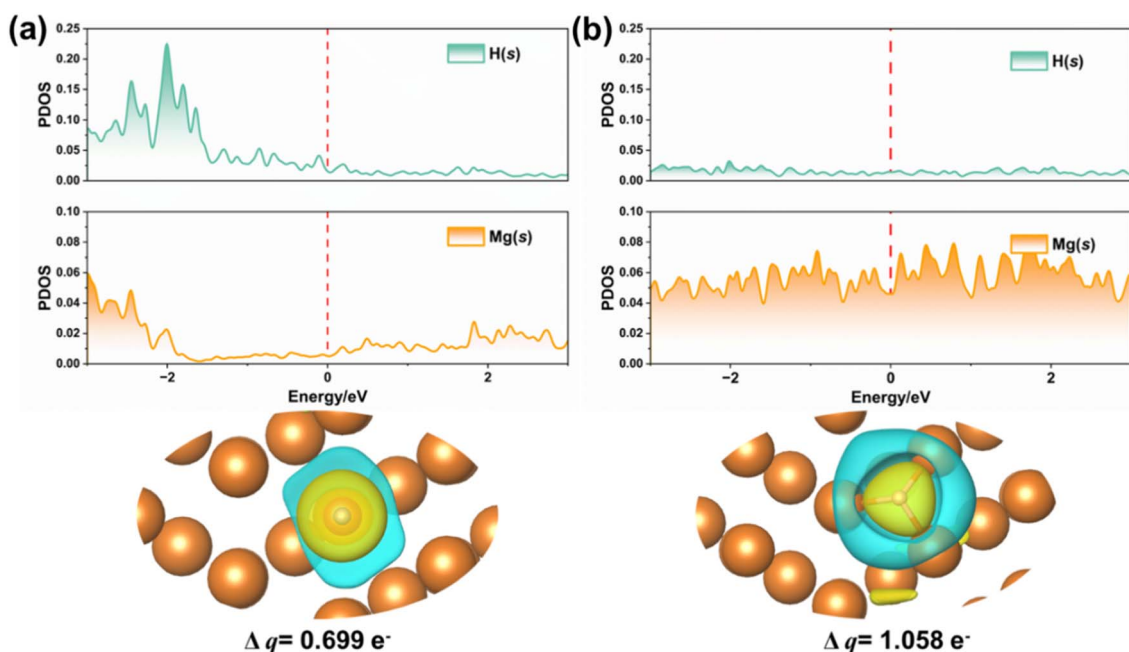 (a)
0.25
0.20
0.15
0.10
0.05
0.00
PDOS
H(s)
0.10
0.08
0.06
0.04
0.02
0.00
PDOS
Mg(s)
−2 0 2
Energy/eV
Δ q= 0.699 e-
(b)
0.25
0.20
0.15
0.10
0.05
0.00
PDOS
H(s)
0.10
0.08
0.06
0.04
0.02
0.00
PDOS
Mg(s)
−2 0 2
Energy/eV
Δ q= 1.058 e-